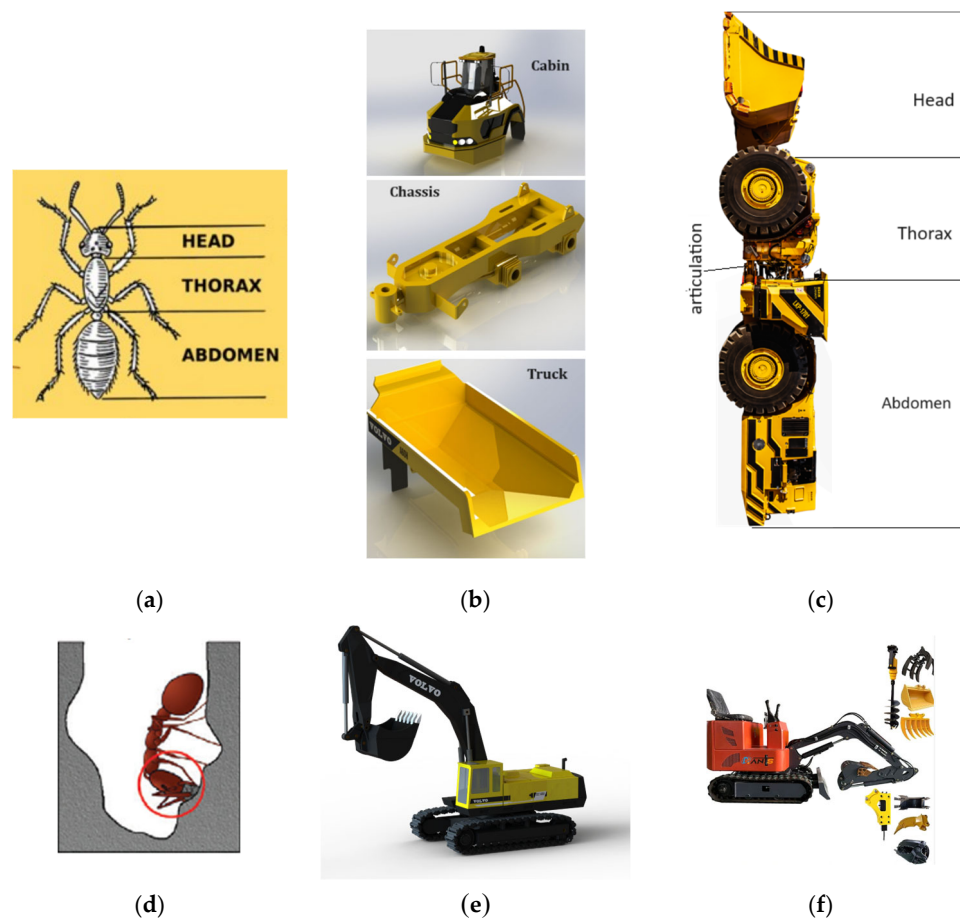 HEAD
THORAX
ABDOMEN
Cabin
Chassis
Truck
VOLVO
Head
Thorax
Abdomen
articulation
(a)
(b)
(c)
VOLVO
VOLVO
(d)
(e)
(f)